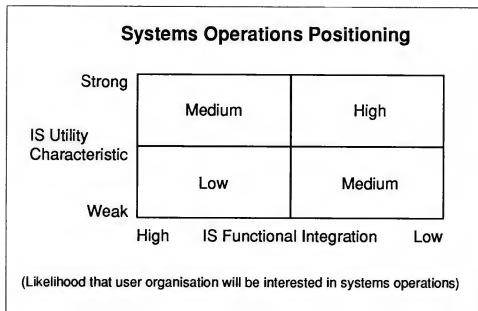 Systems Operations Positioning
Strong
Medium High
IS Utility
Characteristic
Low Medium
Weak
High IS Functional Integration Low
(Likelihood that user organisation will be interested in systems operations)